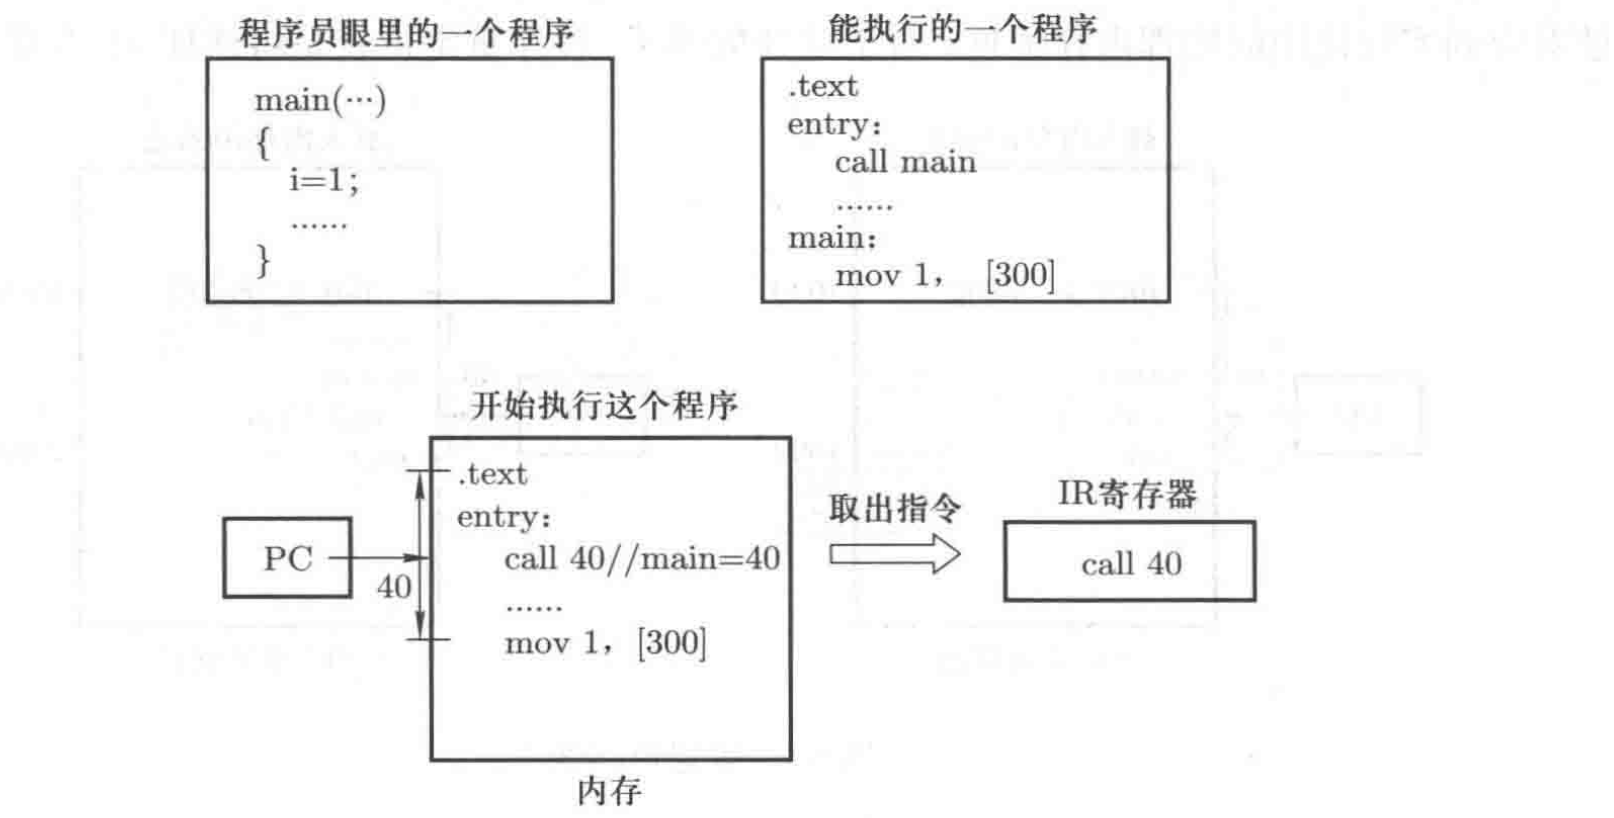 程序员眼里的一个程序
main(…)
{
i=1;
……
}
能执行的一个程序
.text
entry:
call main
……
main:
mov 1， [300]
开始执行这个程序
.text
entry:
call 40//main=40
……
mov 1，[300]
PC
40
内存
取出指令
IR寄存器
call 40